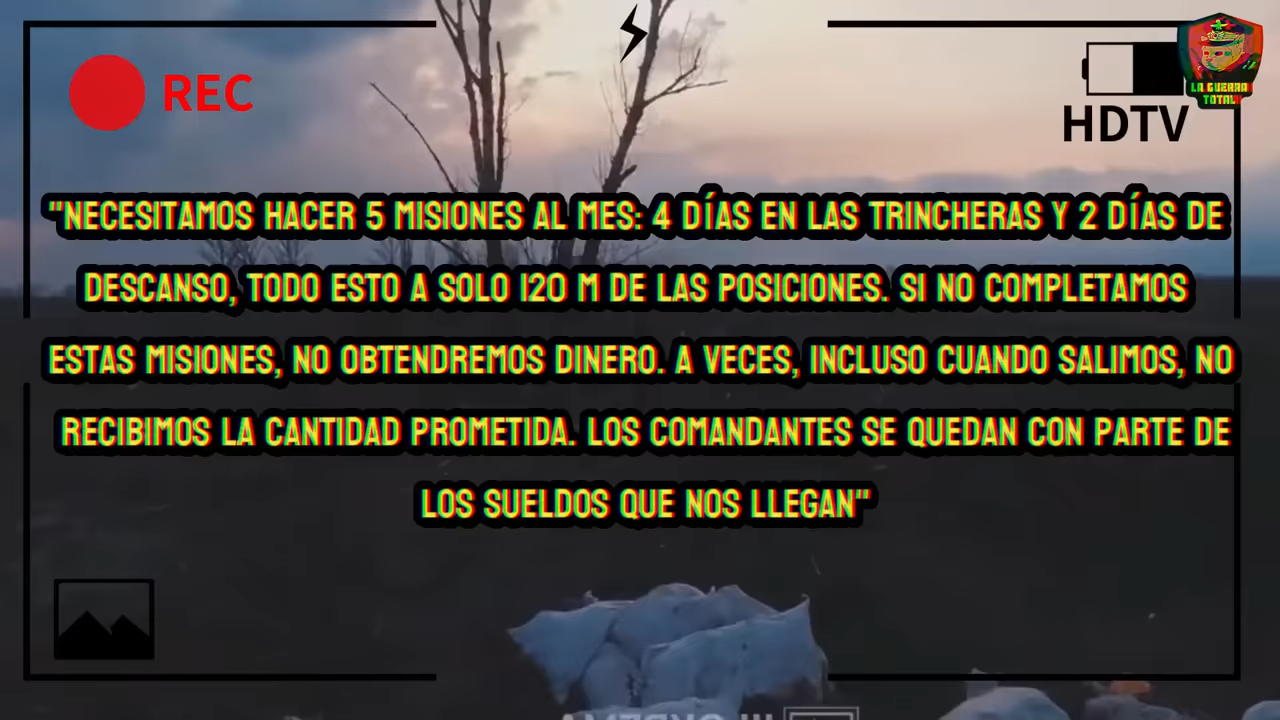 REC
HDTV
LA GUERRA
TOTAL
"NECESITAMOS HACER 5 MISIONES AL MES: 4 DÍAS EN LAS TRINCHERAS Y 2 DÍAS DE
DESCANSO, TODO ESTO A SOLO 120 M DE LAS POSICIONES. SI NO COMPLETAMOS
ESTAS MISIONES, NO OBTENDREMOS DINERO. A VECES, INCLUSO CUANDO SALIMOS, NO
RECIBIMOS LA CANTIDAD PROMETIDA. LOS COMANDANTES SE QUEDAN CON PARTE DE
LOS SUELDOS QUE NOS LLEGAN"